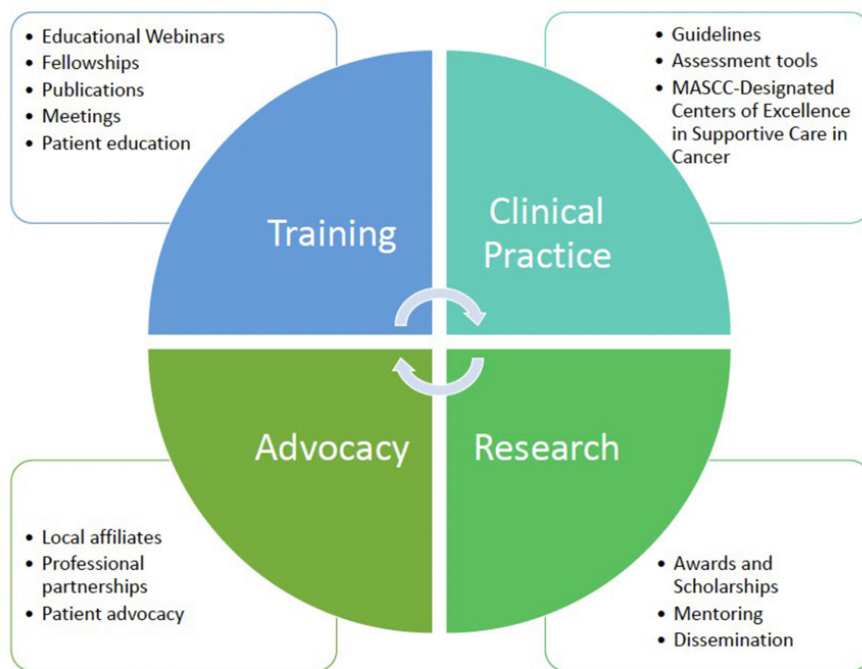 • Educational Webinars
• Fellowships
• Publications
• Meetings
• Patient education
• Guidelines
• Assessment tools
• MASCC-Designated
Centers of Excellence
in Supportive Care in
Cancer
Training
Clinical
Practice
Advocacy
Research
• Local affiliates
• Professional
partnerships
• Patient advocacy
• Awards and
Scholarships
• Mentoring
• Dissemination